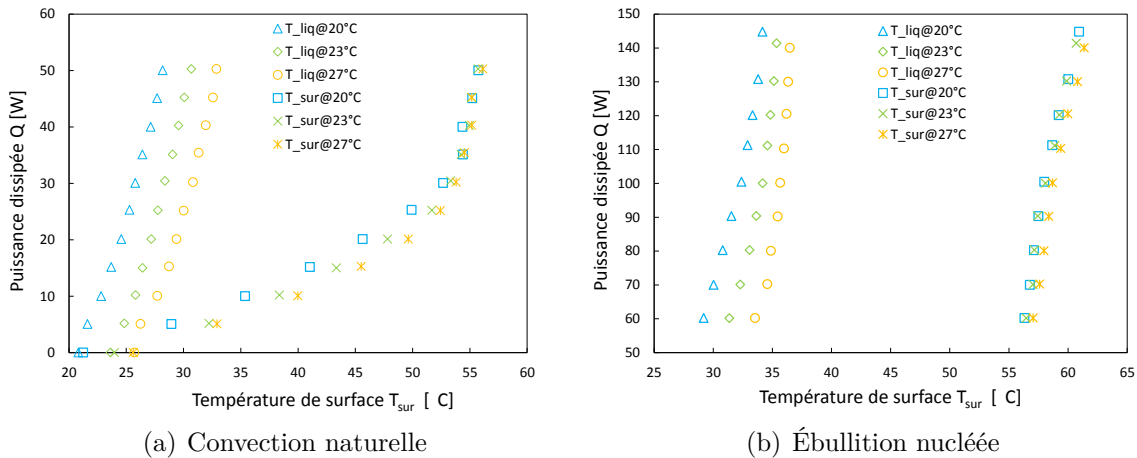 Puissance dissipée Q [W]
60
50
40
30
20
10
0
20 25 30 35 40 45 50 55 60
T_liq@20°C
T_liq@23°C
T_liq@27°C
T_sur@20°C
T_sur@23°C
T_sur@27°C
Température de surface T_sur [ C]
(a) Convection naturelle
Puissance dissipée Q [W]
150
140
130
120
110
100
90
80
70
60
50
25 30 35 40 45 50 55 60 65
T_liq@20°C
T_liq@23°C
T_liq@27°C
T_sur@20°C
T_sur@23°C
T_sur@27°C
Température de surface T_sur [ C]
(b) Ébullition nucléée